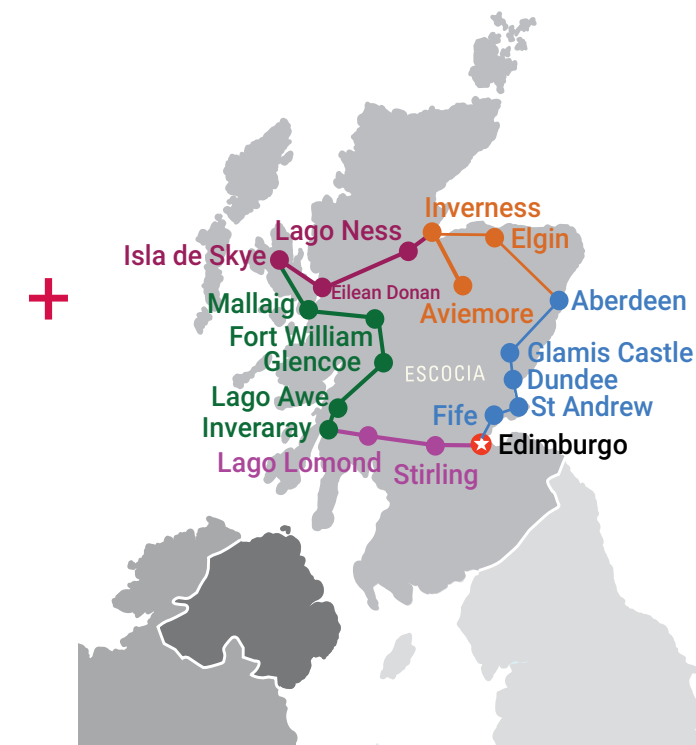 Inverness
Lago Ness
Elgin
Isla de Skye
Eilean Donan
Aberdeen
Mallaig
Aviemore
Fort William
Glencoe
Glamis Castle
ESCOCIA
Dundee
Lago Awe
St Andrew
Fife
Inveraray
Edimburgo
Lago Lomond
Stirling